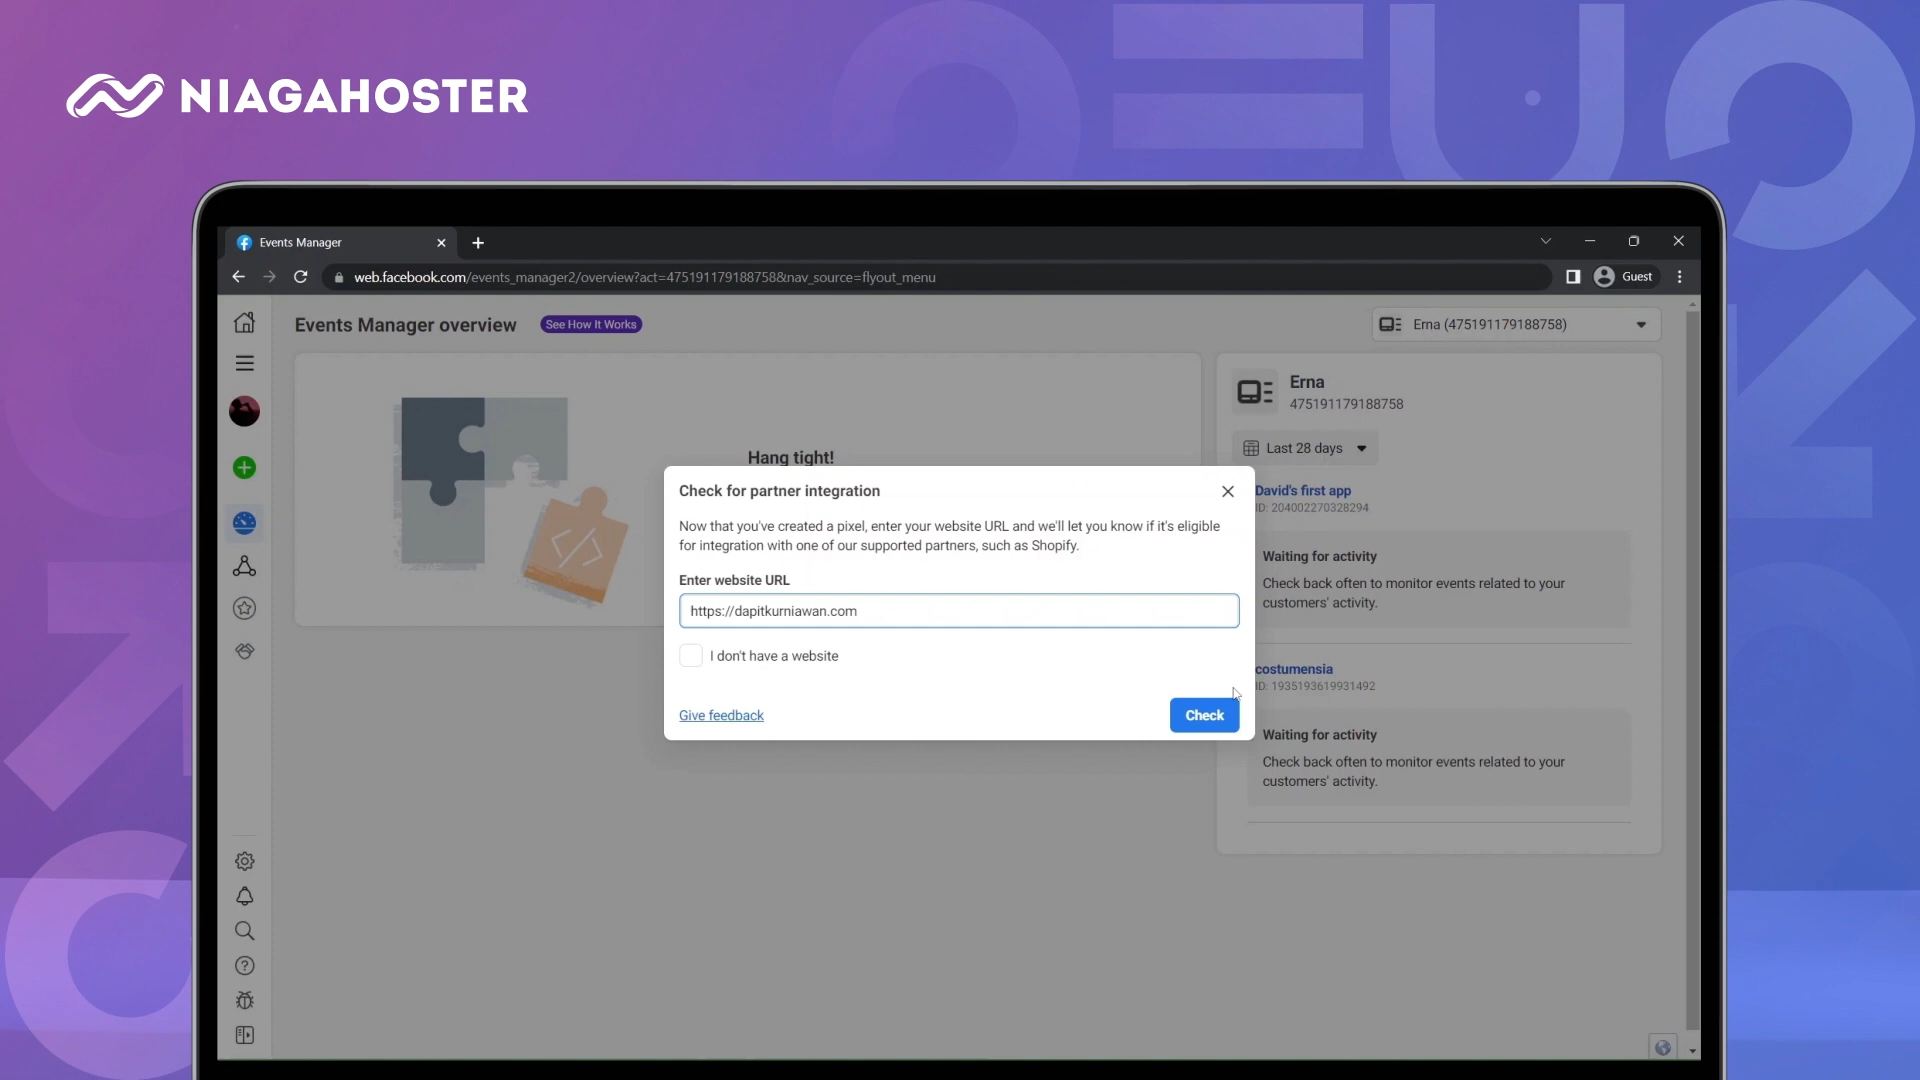 NIAGAHOSTER
Events Manager
web.facebook.com/events_manager2/overview?act=475191179188758&nav_source=flyout_menu
Guest
Events Manager overview
See How It Works
Erna (475191179188758)
Hang tight!
Erna
475191179188758
Last 28 days
David's first app
ID: 204002270328294
Waiting for activity
Check back often to monitor events related to your
customers' activity.
costumensia
ID: 1935193619931492
Waiting for activity
Check back often to monitor events related to your
customers' activity.
Check for partner integration
Now that you've created a pixel, enter your website URL and we'll let you know if it's eligible
for integration with one of our supported partners, such as Shopify.
Enter website URL
https://dapitkurniawan.com
I don't have a website
Give feedback
Check